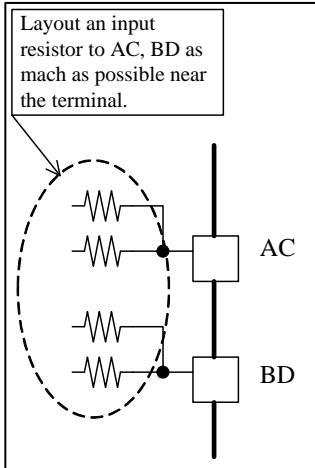 Layout an input
resistor to AC, BD as
mach as possible near
the terminal.
AC
BD